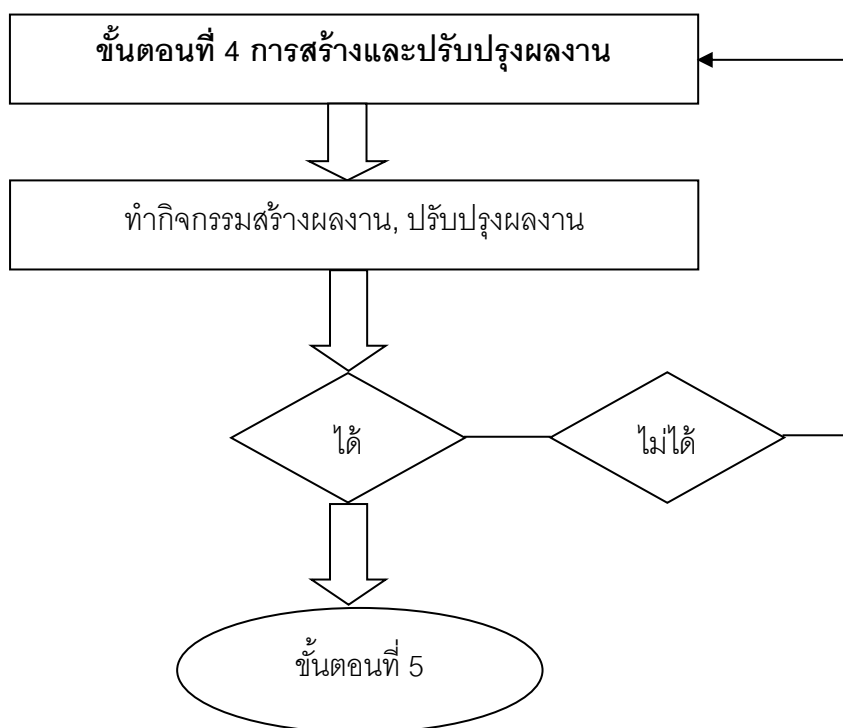 ขั้นตอนที่ 4 การสร้างและปรับปรุงผลงาน
ทำกิจกรรมสร้างผลงาน, ปรับปรุงผลงาน
ได้
ไม่ได้
ขั้นตอนที่ 5